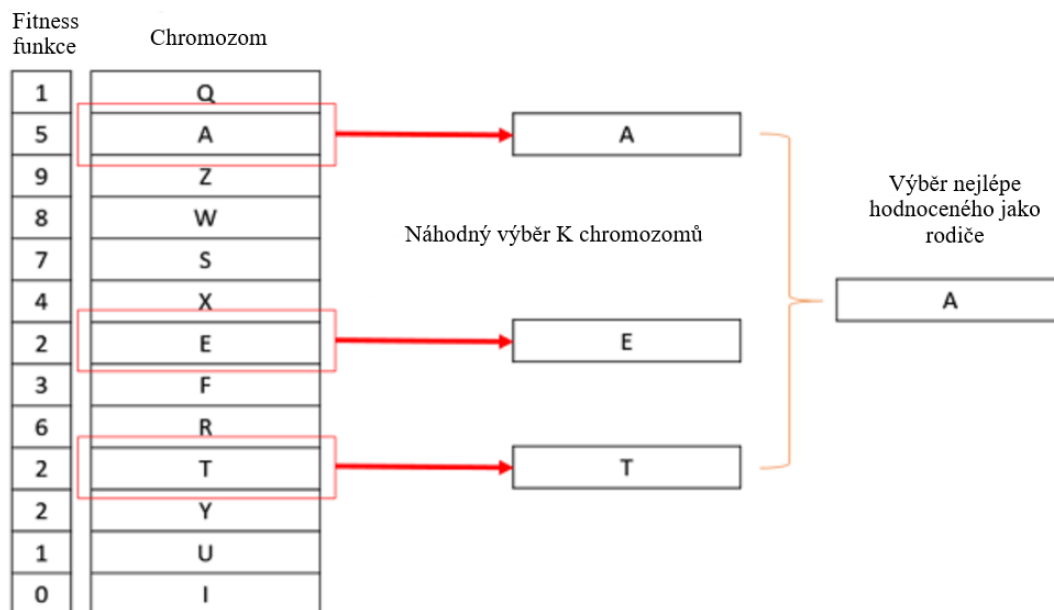 Fitness
funkce
Chromozom
1 Q
5 A
9 Z
8 W
7 S
4 X
2 E
3 F
6 R
2 T
2 Y
1 U
0 I
A
Náhodný výběr K chromozomů
E
T
Výběr nejlépe
hodnoceného jako
rodiče
A